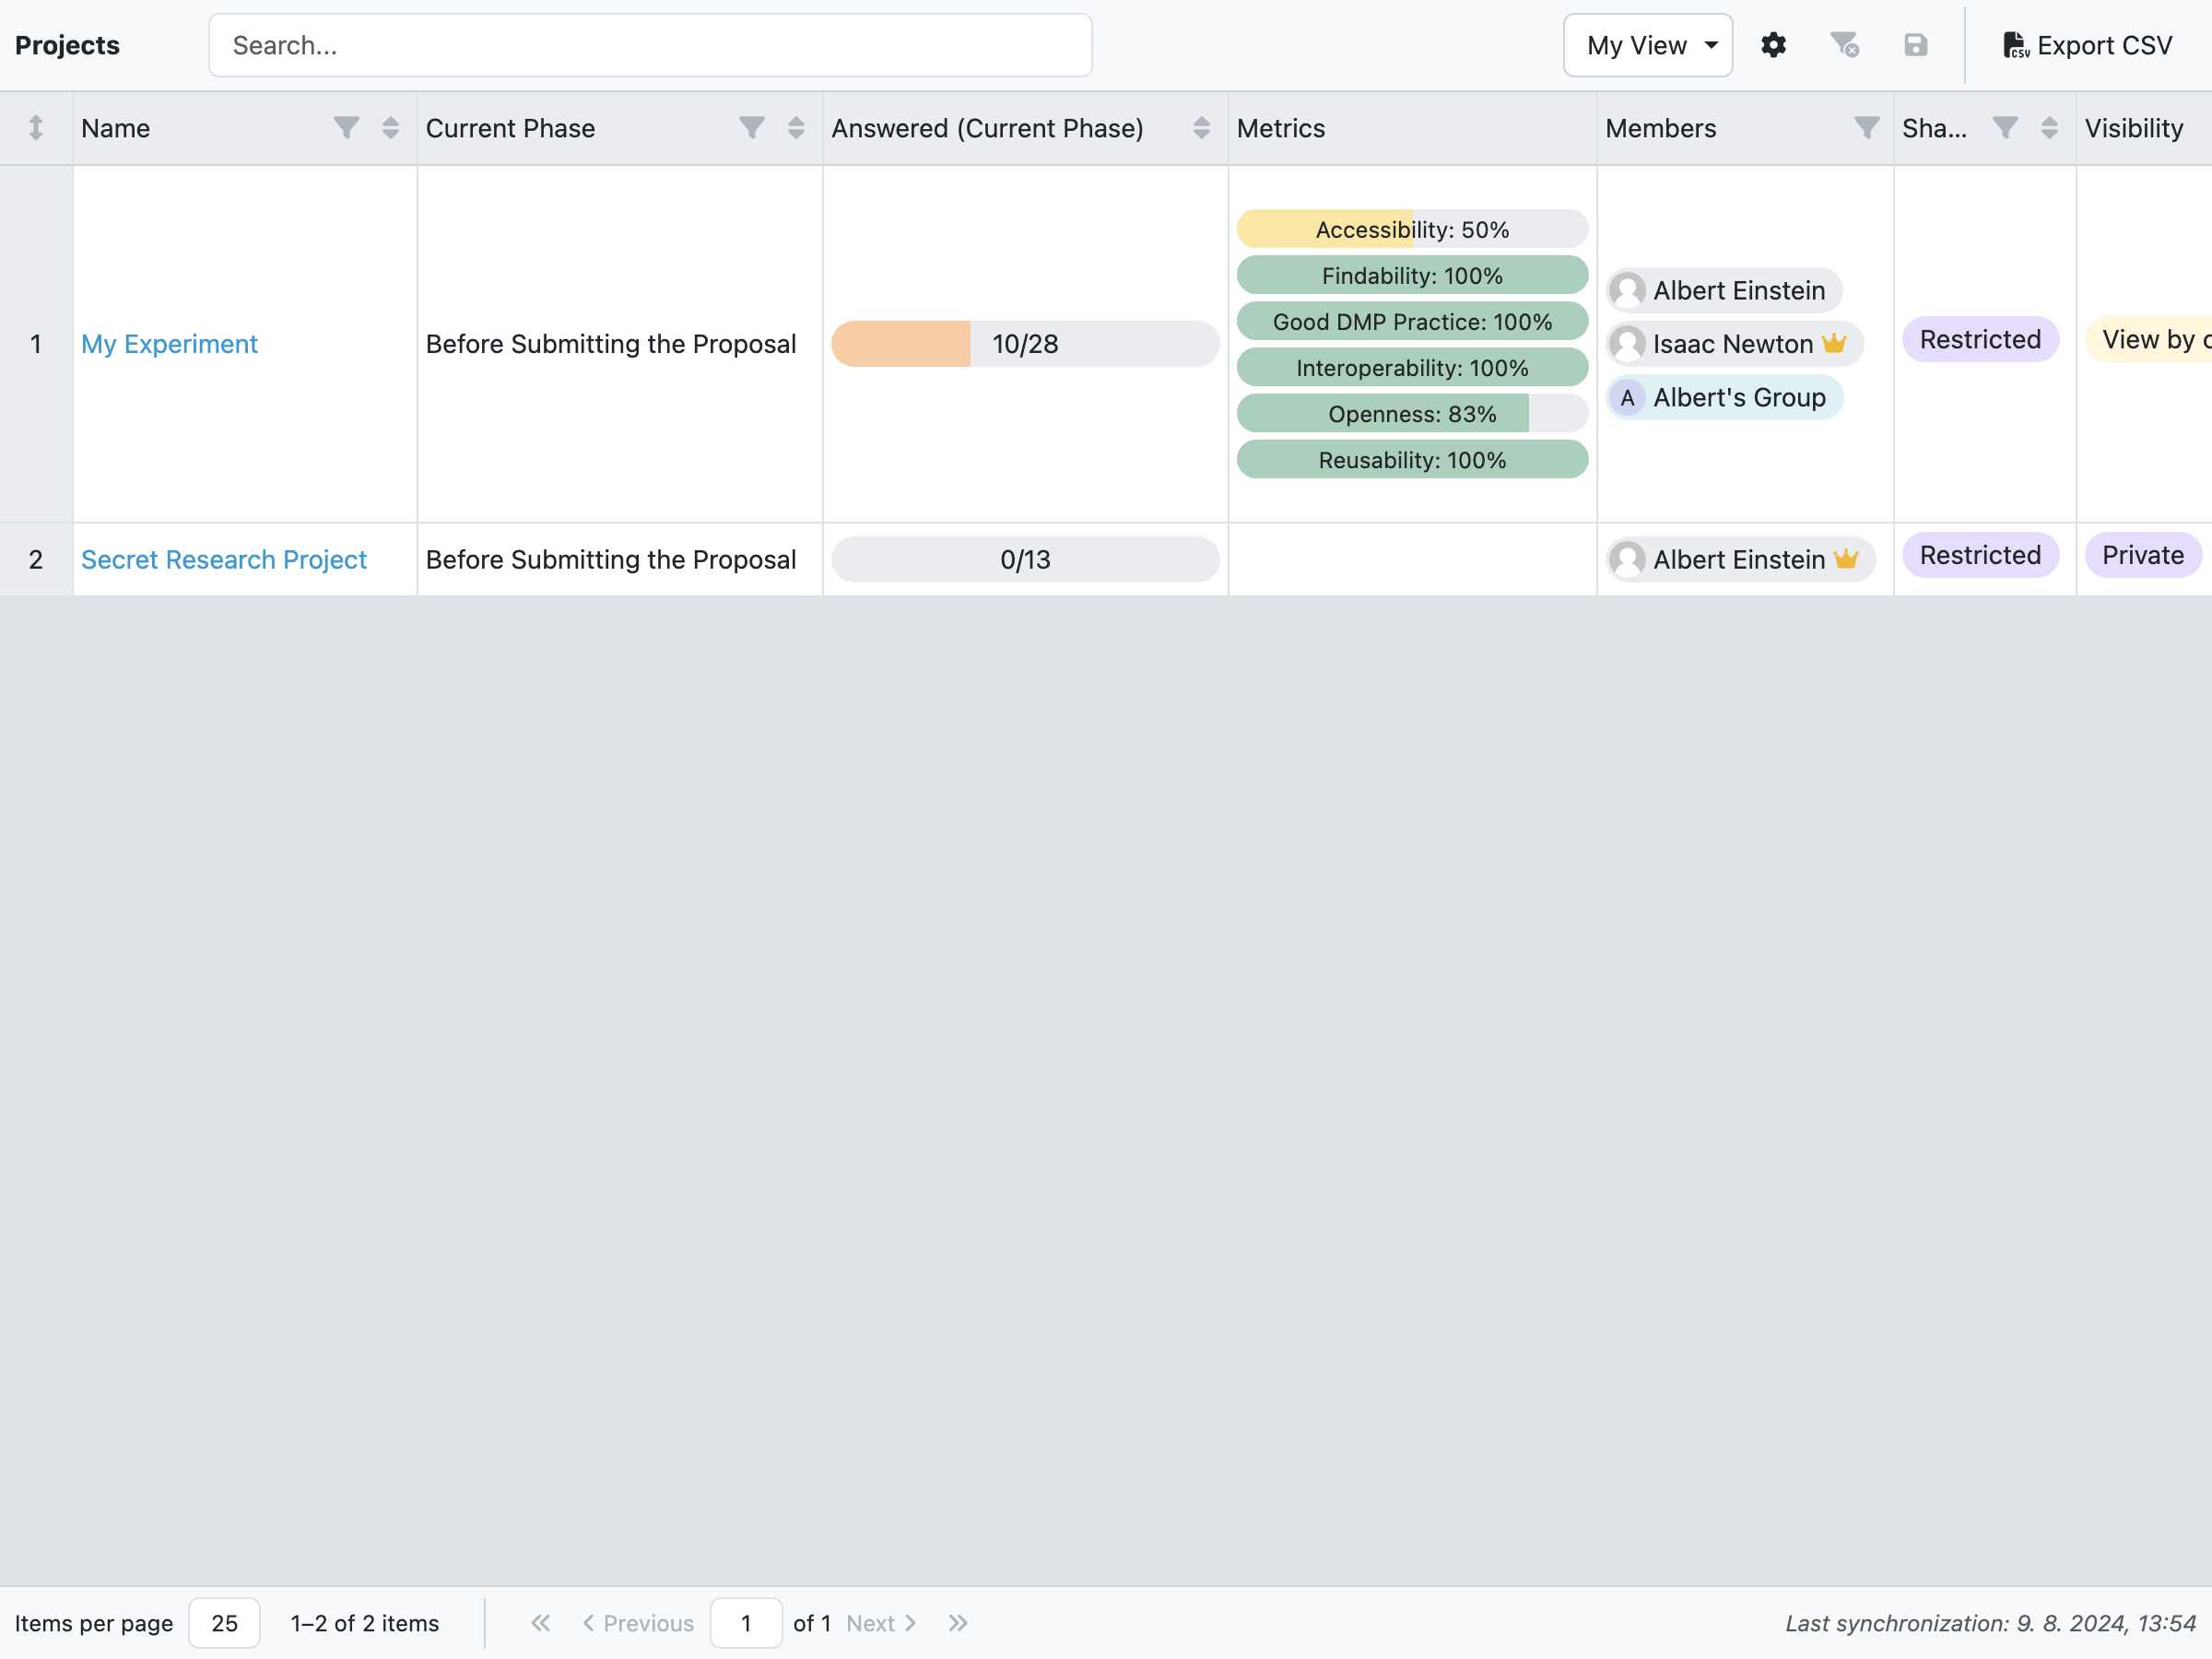 Projects
Search...
My View
CSV Export CSV
Name
Current Phase
Answered (Current Phase)
Metrics
Members
Sha...
Visibility
1
My Experiment
Before Submitting the Proposal
10/28
Accessibility: 50%
Findability: 100%
Good DMP Practice: 100%
Interoperability: 100%
Openness: 83%
Reusability: 100%
Albert Einstein
Isaac Newton
A Albert's Group
Restricted
View by
2
Secret Research Project
Before Submitting the Proposal
0/13
Albert Einstein
Restricted
Private
Items per page 25 1–2 of 2 items
Previous 1 of 1 Next
Last synchronization: 9. 8. 2024, 13:54